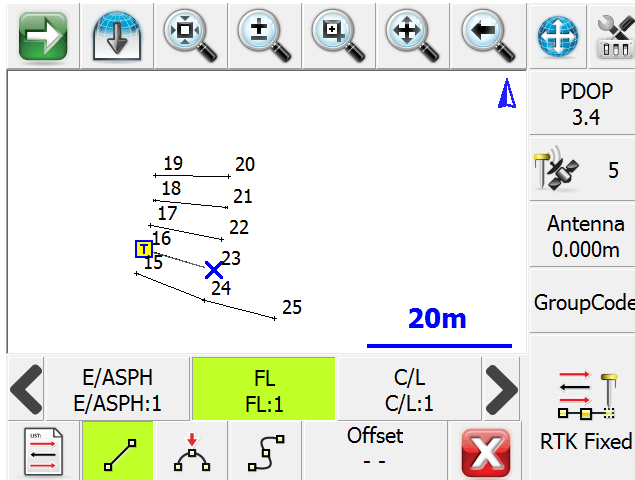 PDOP
3.4
19
20
18
21
5
17
22
Antenna
0.000m
T
16
15
23
24
25
GroupCode
20m
E/ASPH
E/ASPH:1
FL
FL:1
C/L
C/L:1
RTK Fixed
LIST:
Offset
- -